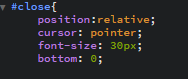 #close{
position:relative;
cursor: pointer;
font-size: 30px;
bottom: 0;